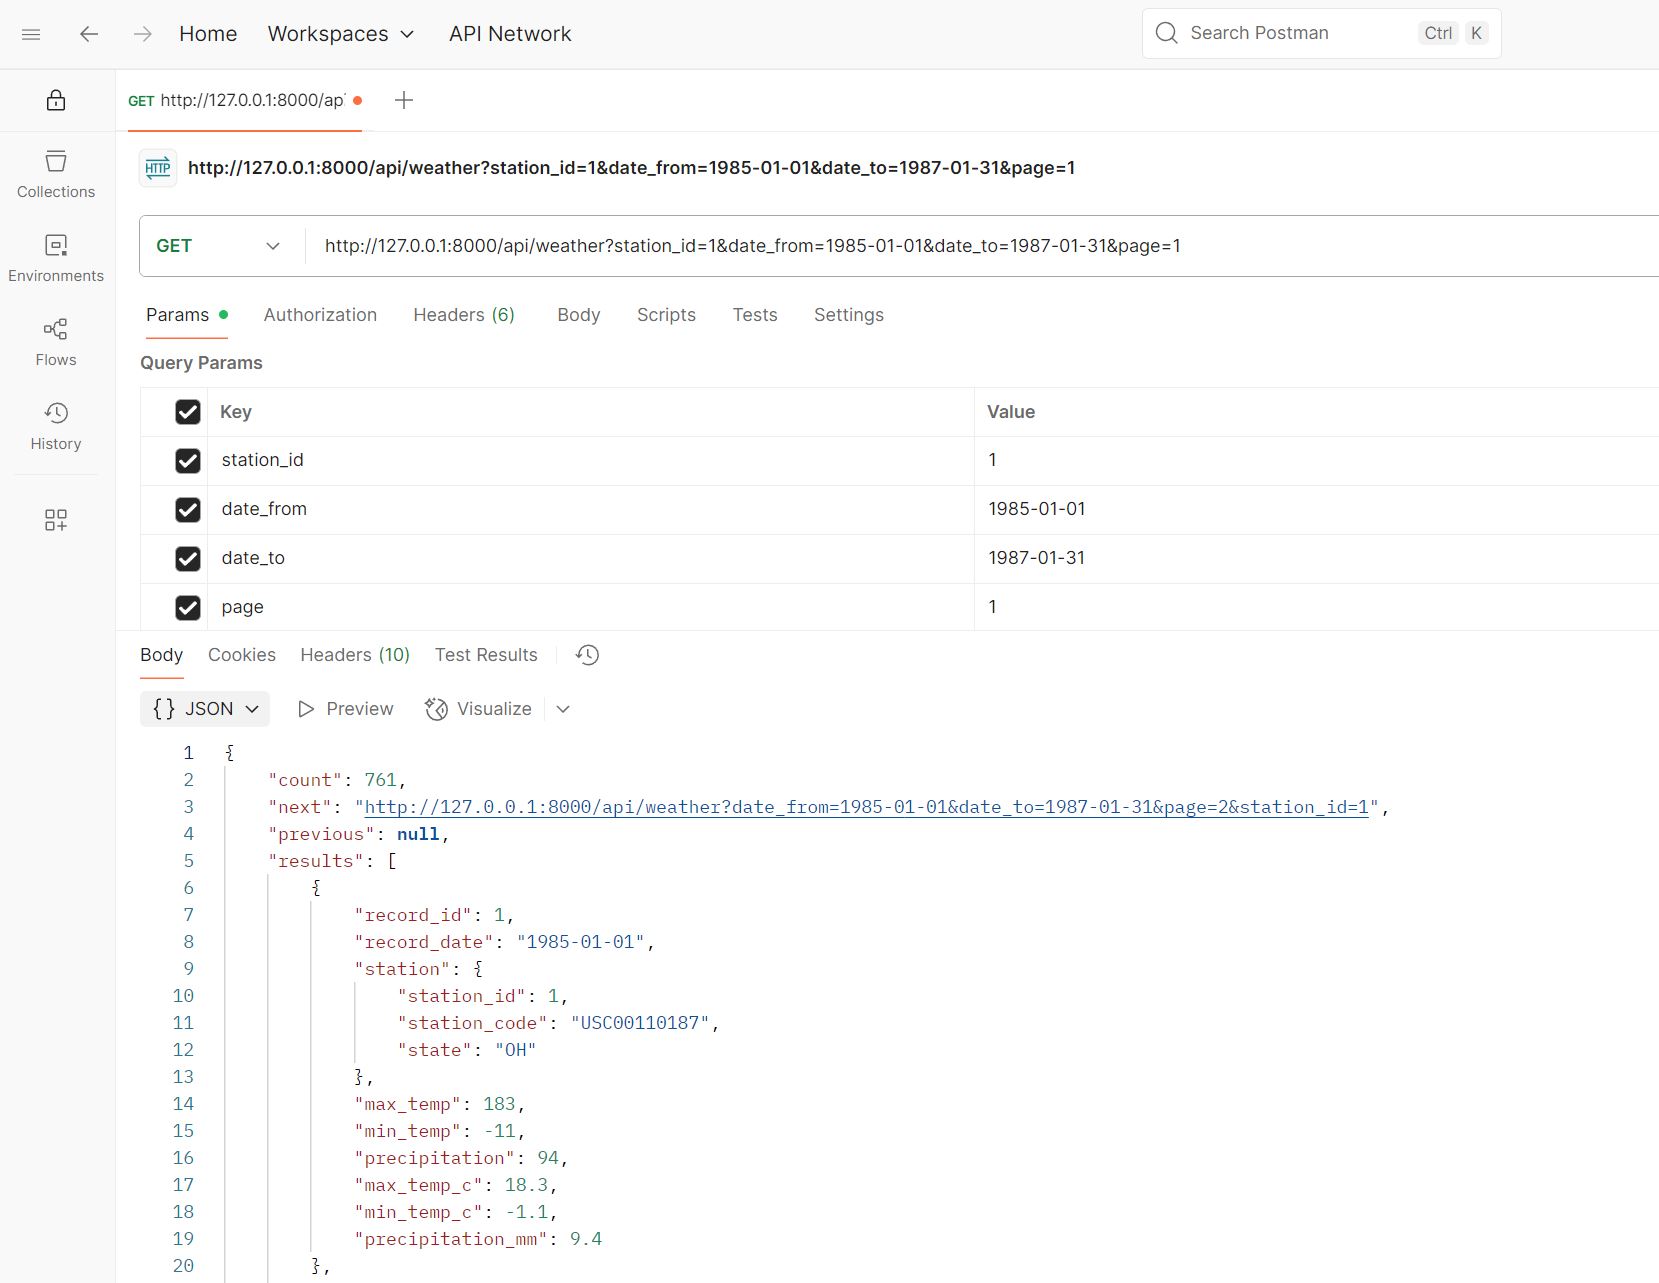 Home Workspaces API Network Search Postman Ctrl K
GET http://127.0.0.1:8000/ap
HTTP http://127.0.0.1:8000/api/weather?station_id=1&date_from=1985-01-01&date_to=1987-01-31&page=1
Collections
Environments
Flows
History
GET http://127.0.0.1:8000/api/weather?station_id=1&date_from=1985-01-01&date_to=1987-01-31&page=1
Params Authorization Headers (6) Body Scripts Tests Settings
Query Params
Key Value
station_id 1
date_from 1985-01-01
date_to 1987-01-31
page 1
Body Cookies Headers (10) Test Results
{} JSON Preview Visualize
1 {
2 "count": 761,
3 "next": "http://127.0.0.1:8000/api/weather?date_from=1985-01-01&date_to=1987-01-31&page=2&station_id=1",
4 "previous": null,
5 "results": [
6 {
7 "record_id": 1,
8 "record_date": "1985-01-01",
9 "station": {
10 "station_id": 1,
11 "station_code": "USC00110187",
12 "state": "OH"
13 },
14 "max_temp": 183,
15 "min_temp": -11,
16 "precipitation": 94,
17 "max_temp_c": 18.3,
18 "min_temp_c": -1.1,
19 "precipitation_mm": 9.4
20 },